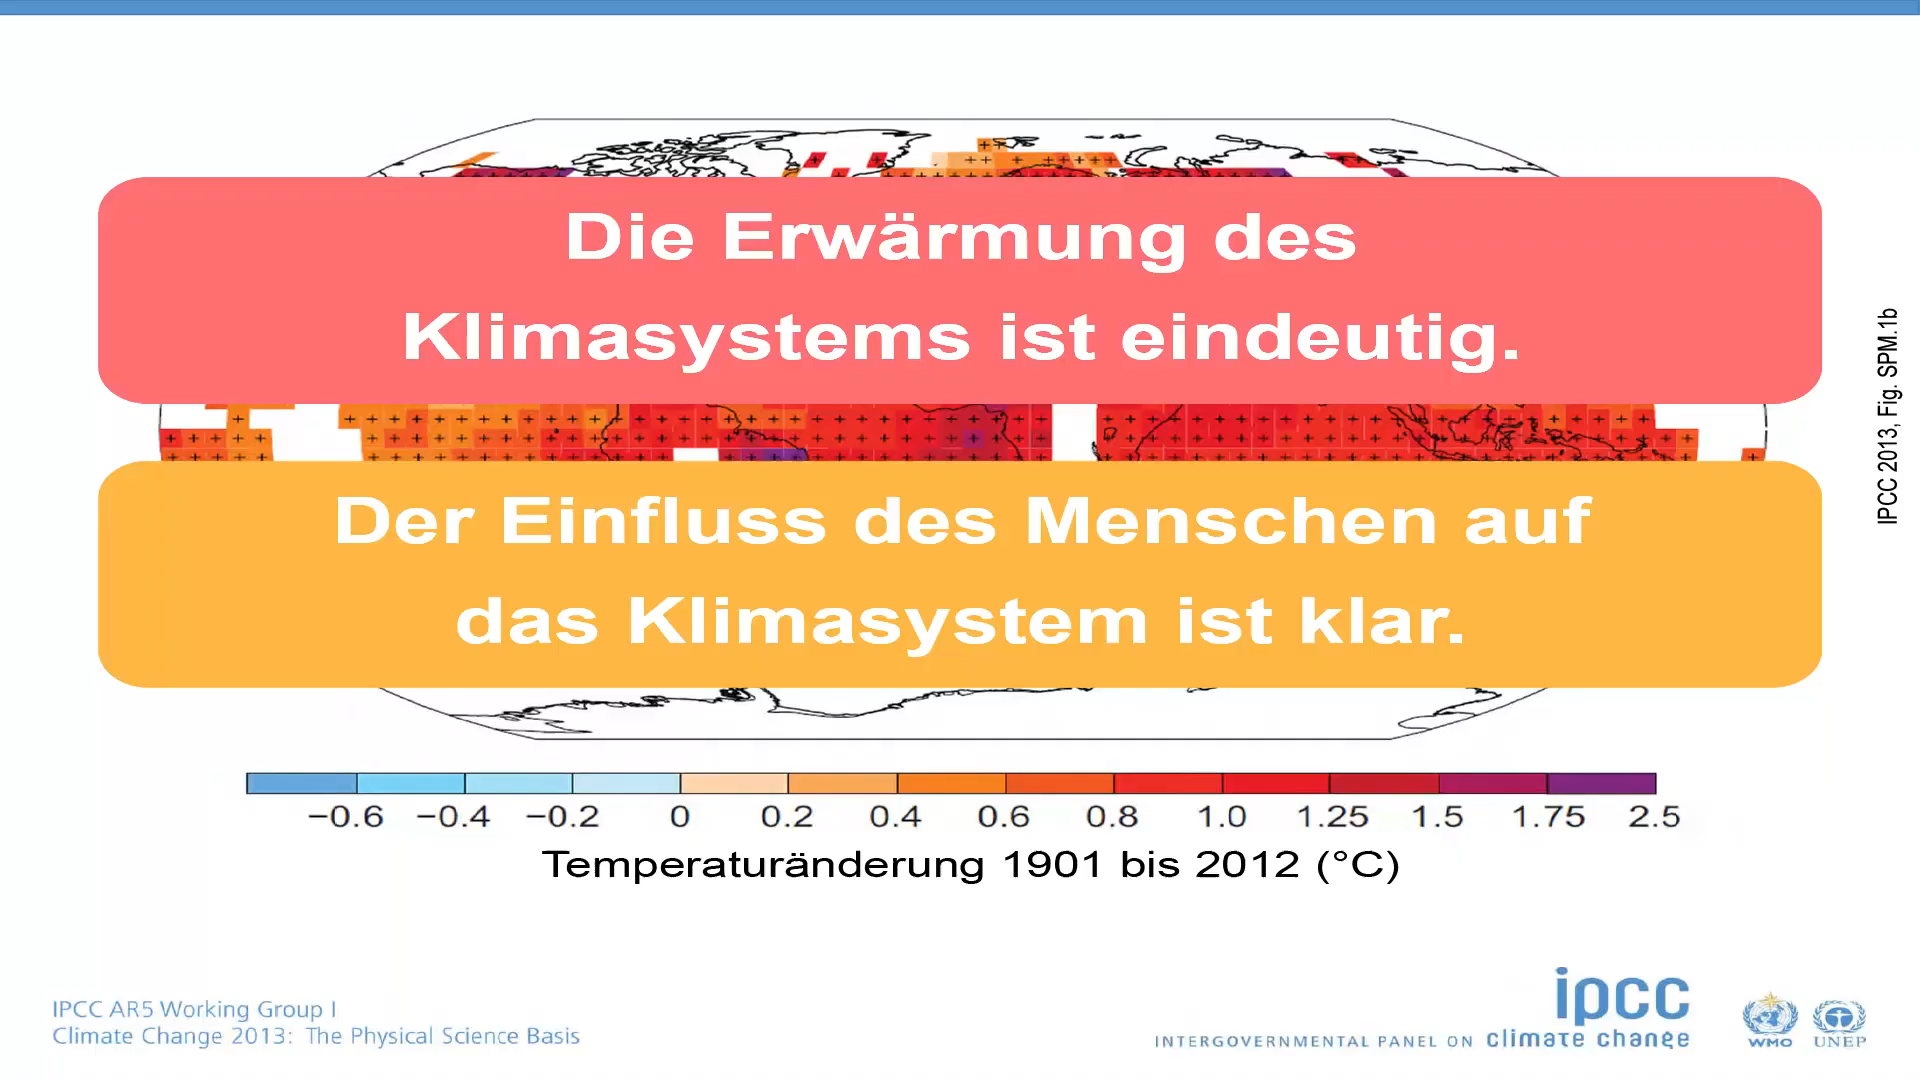 Die Erwärmung des
Klimasystems ist eindeutig.
Der Einfluss des Menschen auf
das Klimasystem ist klar.
IPCC 2013, Fig. SPM.1b
−0.6 −0.4 −0.2 0 0.2 0.4 0.6 0.8 1.0 1.25 1.5 1.75 2.5
Temperaturänderung 1901 bis 2012 (°C)
IPCC AR5 Working Group I
Climate Change 2013: The Physical Science Basis
ipcc
INTERGOVERNMENTAL PANEL ON climate change
WMO
UNEP